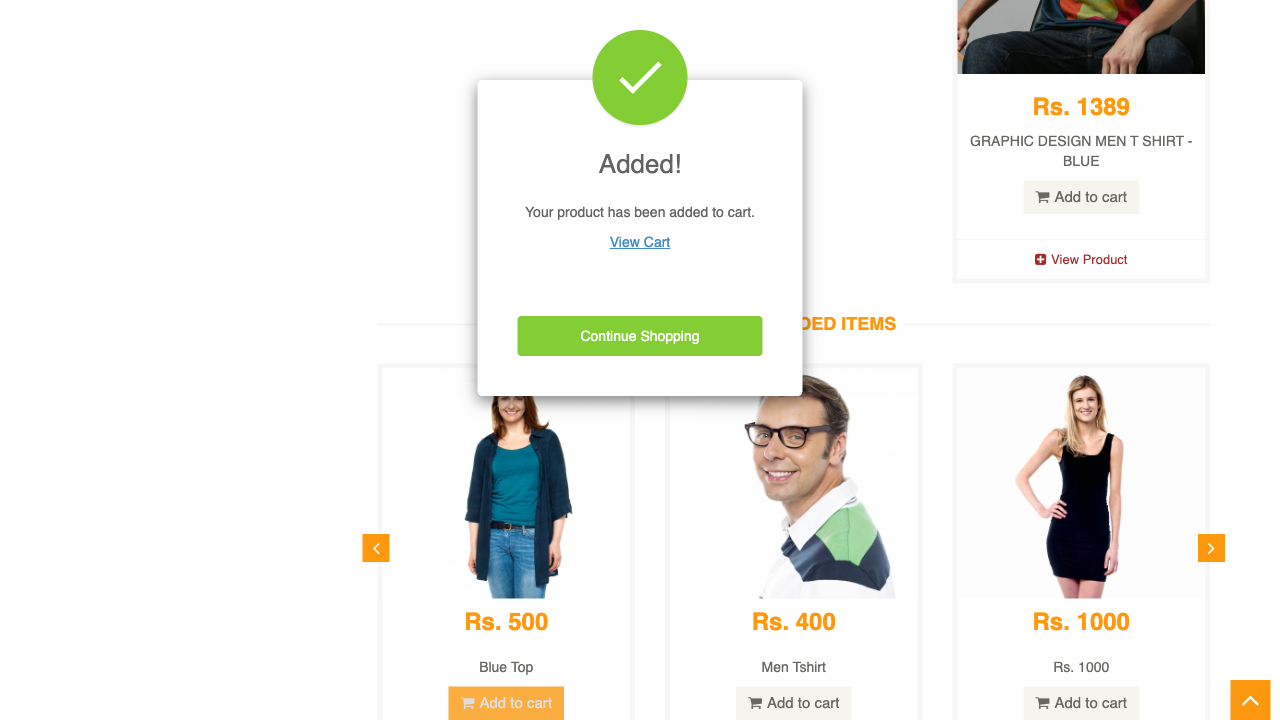 Added!
Your product has been added to cart.
View Cart
Continue Shopping
Rs. 1389
GRAPHIC DESIGN MEN T SHIRT -
BLUE
Add to cart
View Product
DED ITEMS
Rs. 500
Blue Top
Add to cart
Rs. 400
Men Tshirt
Add to cart
Rs. 1000
Rs. 1000
Add to cart